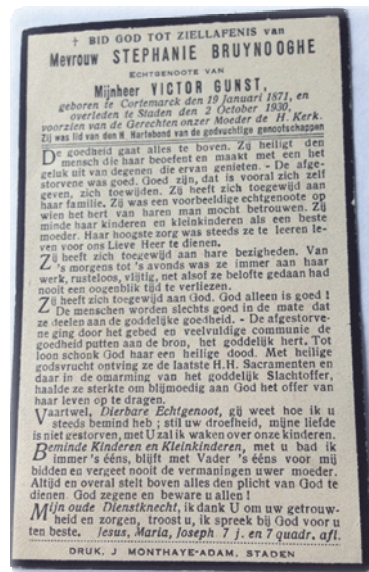 † BID GOD TOT ZIELLAFENIS van
Mevrouw STEPHANIE BRUYNOOGHE
ECHTGENOOTE VAN
Mijnheer VICTOR GUNST,
geboren te Cortemarck den 19 Januari 1871, en
overleden te Staden den 2 October 1930,
voorzien van de Gerechten onzer Moeder de H. Kerk.
Zij was lid van den H. Hartebond van de godvruchtige genootschappen
De goedheid gaat alles te boven. Zij heiligt den
mensch die haar beoefent en maakt met een het
geluk uit van degenen die ervan genieten. - De afge-
storvene was goed. Goed zijn, dat is vooral zich zelf
geven, zich toewijden. Zij heeft zich toegewijd aan
haar familie. Zij was een voorbeeldige echtgenoote op
wien het hert van haren man mocht betrouwen. Zij
minde haar kinderen en kleinkinderen als een beste
moeder. Haar hoogste zorg was steeds ze te leeren le-
ven voor ons Lieve Heer te dienen.
Zij heeft zich toegewijd aan hare bezigheden. Van
's morgens tot 's avonds was ze immer aan haar
werk, rusteloos, vlijtig, net alsof ze belofte gedaan had
nooit een oogenblik tijd te verliezen.
Zij heeft zich toegewijd aan God. God alleen is goed !
De menschen worden slechts goed in de mate dat
ze deelen aan de goddelijke goedheid. - De afgestorve-
ne ging door het gebed en veelvuldige communie de
goedheid putten aan de bron, het goddelijk hert. Tot
loon schonk God haar een heilige dood. Met heilige
godsvrucht ontving ze de laatste H.H. Sacramenten en
daar in de omarming van het goddelijk Slachtoffer,
haalde ze sterkte om blijmoedig aan God het offer van
haar leven op te dragen.
Vaartwel, Dierbare Echtgenoot, gij weet hoe ik u
steeds bemind heb ; stil uw droefheid, mijne liefde
is niet gestorven, met U zal ik waken over onze kinderen.
Beminde Kinderen en Kleinkinderen, met u bad ik
immer 's ééns, blijft met Vader 's ééns voor mij
bidden en vergeet nooit de vermaningen uwer moeder.
Altijd en overal stelt boven alles den plicht van God te
dienen. God zegene en beware u allen !
Mijn oude Dienstknecht, ik dank U om uw getrouw-
heid en zorgen, troost u, ik spreek bij God voor u
ten beste. Jesus, Maria, Joseph 7 j. en 7 quadr. afl.
DRUK. J MONTHAYE-ADAM, STADEN